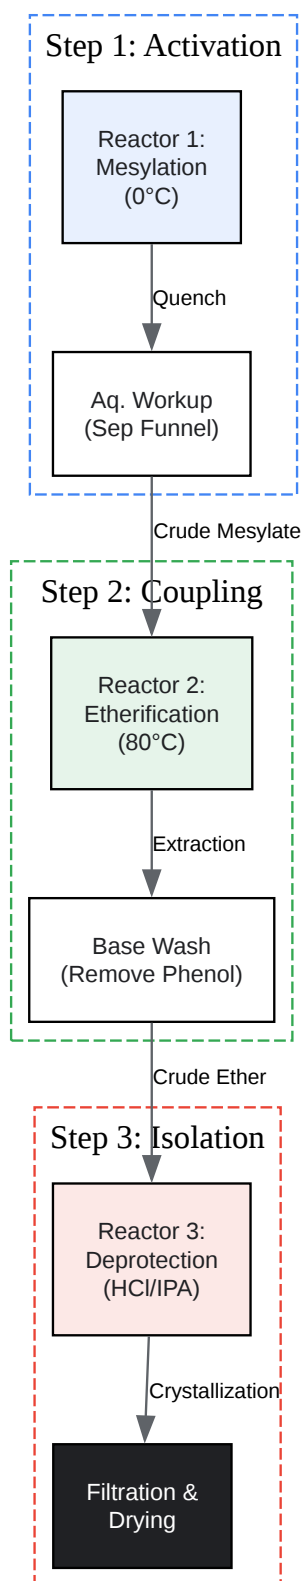 Step 1: Activation
Reactor 1:
Mesylation
(0°C)
Quench
Aq. Workup
(Sep Funnel)
Crude Mesylate
Step 2: Coupling
Reactor 2:
Etherification
(80°C)
Extraction
Base Wash
(Remove Phenol)
Crude Ether
Step 3: Isolation
Reactor 3:
Deprotection
(HCl/IPA)
Crystallization
Filtration &
Drying